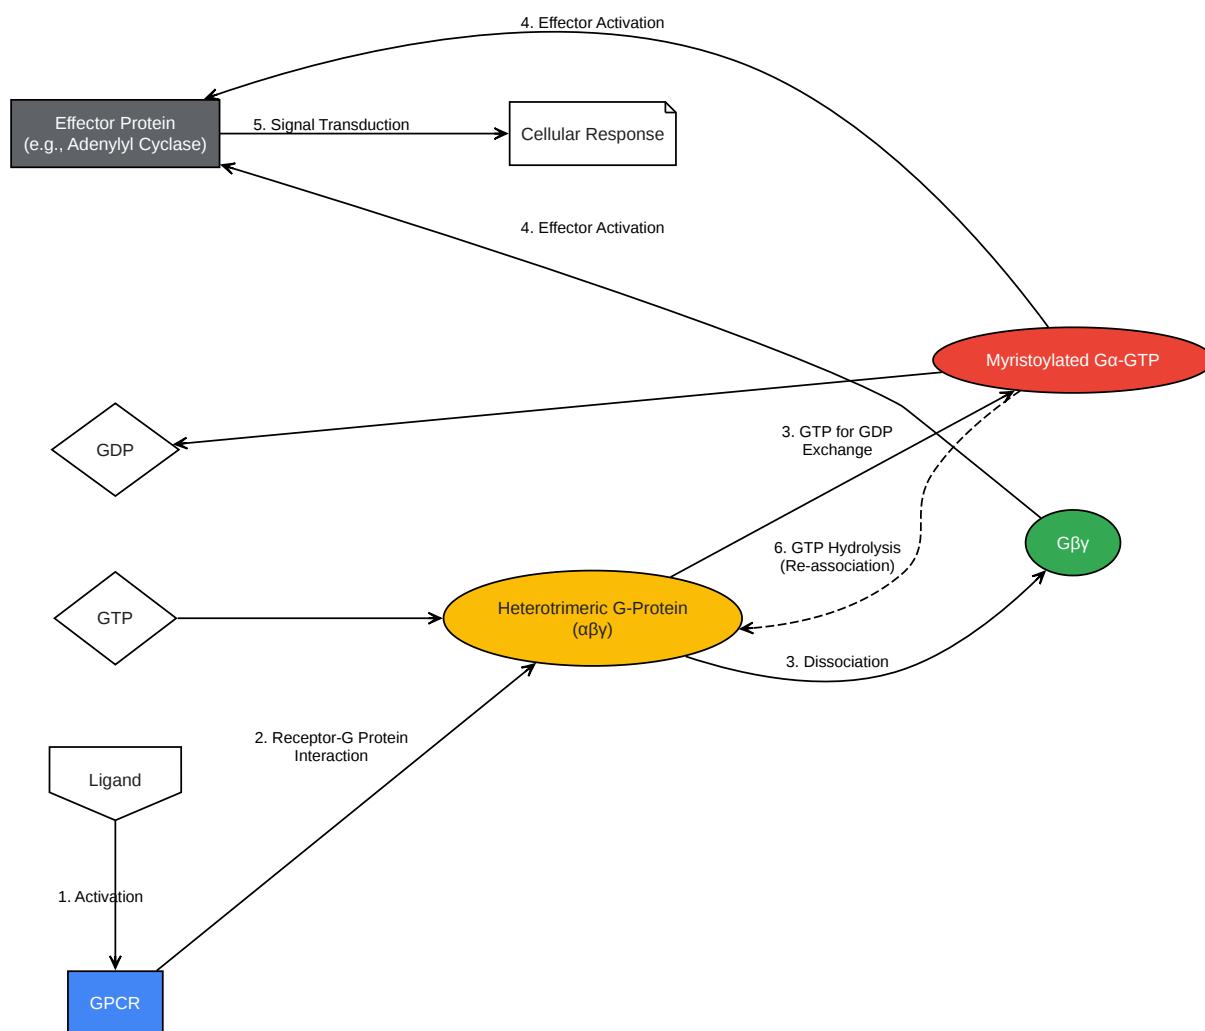 4. Effector Activation
Effector Protein
(e.g., Adenylyl Cyclase)
5. Signal Transduction
Cellular Response
4. Effector Activation
Myristoylated Gα-GTP
GDP
3. GTP for GDP
Exchange
6. GTP Hydrolysis
(Re-association)
Gβγ
GTP
Heterotrimeric G-Protein
(αβγ)
3. Dissociation
2. Receptor-G Protein
Interaction
Ligand
1. Activation
GPCR